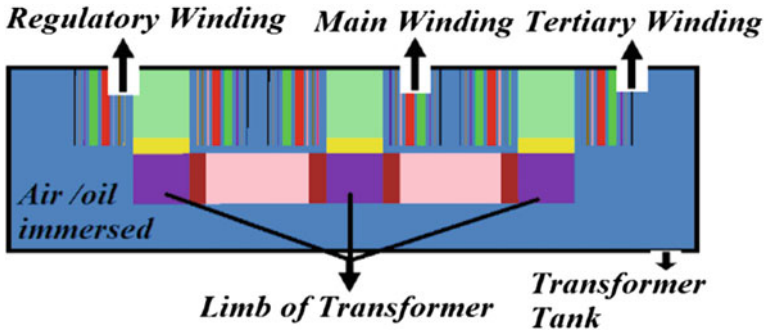 Regulatory Winding
Main Winding
Tertiary Winding
Air /oil
immersed
Limb of Transformer
Transformer
Tank